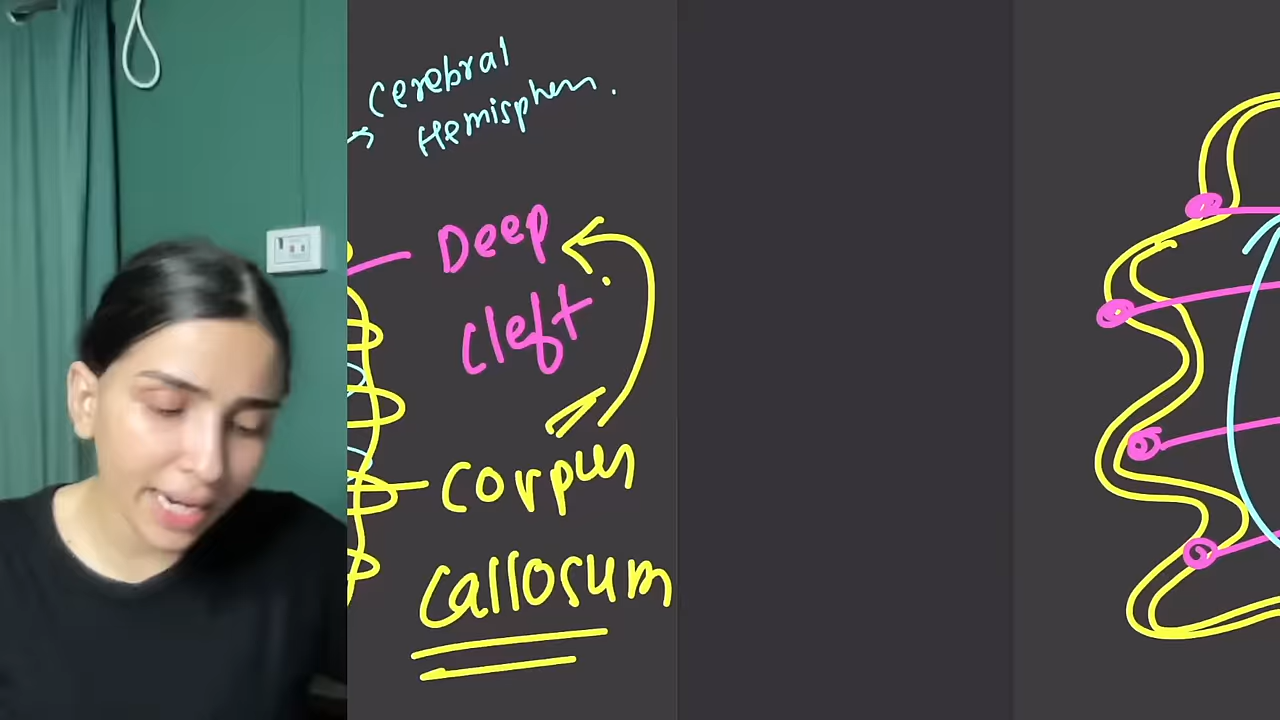 Cerebral
Hemisphere.
Deep
cleft.
corpus
callosum